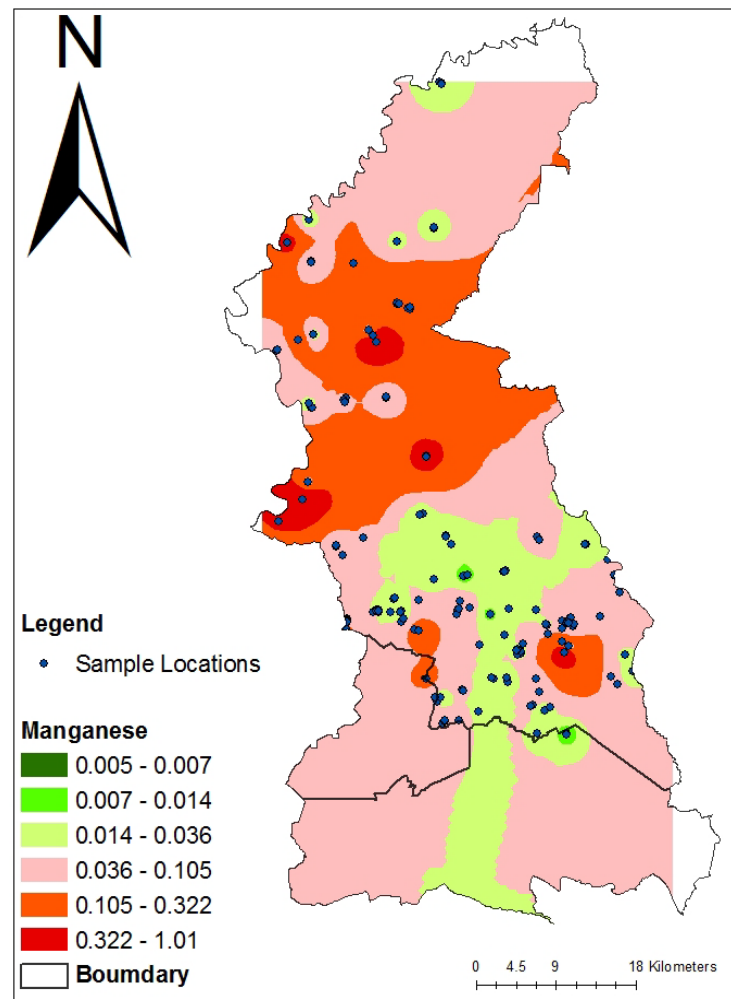 N
Legend
Sample Locations
Manganese
0.005 - 0.007
0.007 - 0.014
0.014 - 0.036
0.036 - 0.105
0.105 - 0.322
0.322 - 1.01
Boumdary
0 4.5 9 18 Kilometers